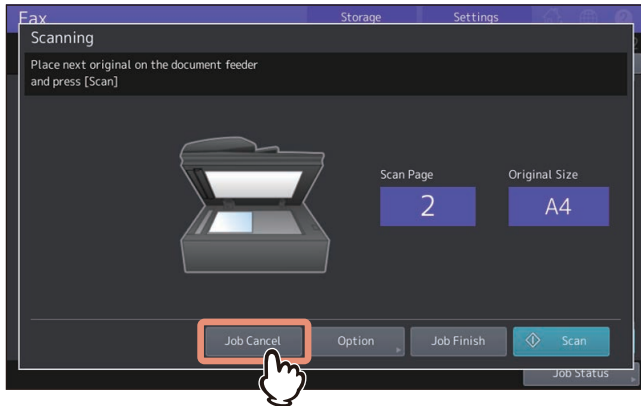 Fax
Storage
Settings
Scanning
Place next original on the document feeder
and press [Scan]
Scan Page
Original Size
2
A4
Job Cancel
Option
Job Finish
Scan
Job Status